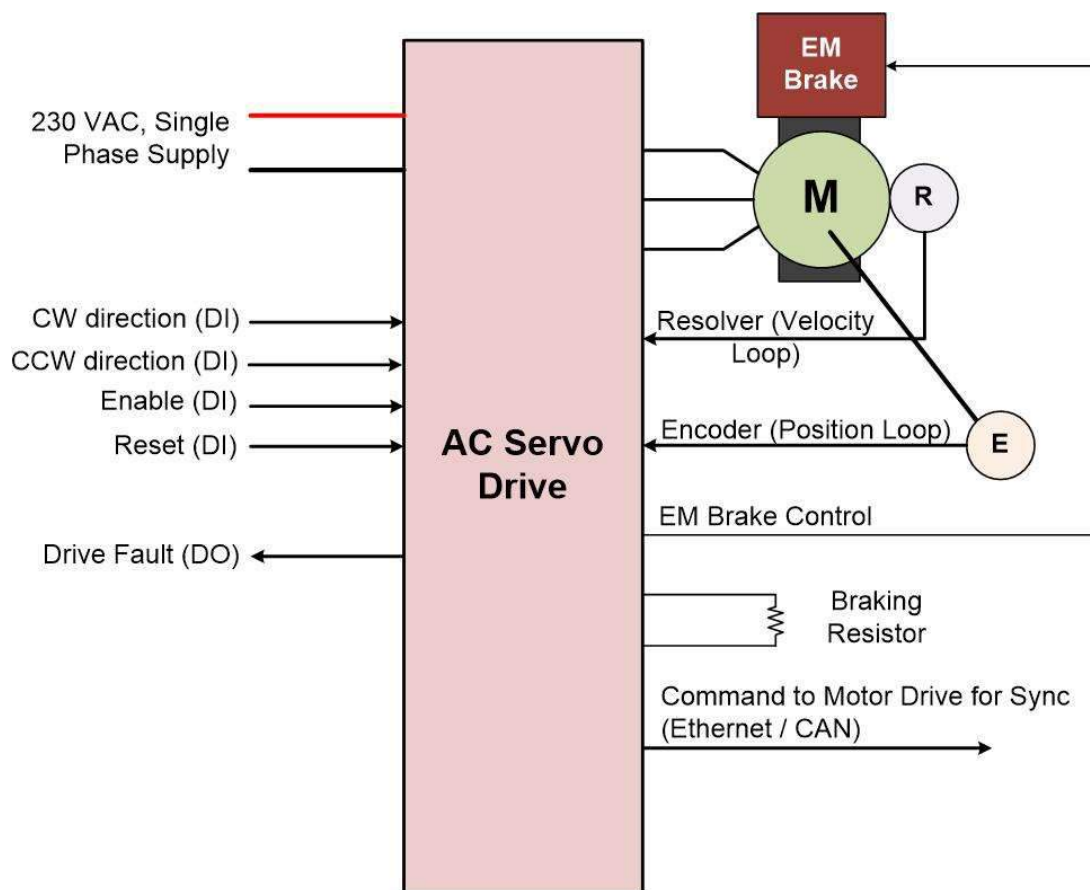 230 VAC, Single
Phase Supply
CW direction (DI)
CCW direction (DI)
Enable (DI)
Reset (DI)
Drive Fault (DO)
AC Servo
Drive
EM
Brake
M
R
Resolver (Velocity
Loop)
Encoder (Position Loop)
E
EM Brake Control
Braking
Resistor
Command to Motor Drive for Sync
(Ethernet / CAN)